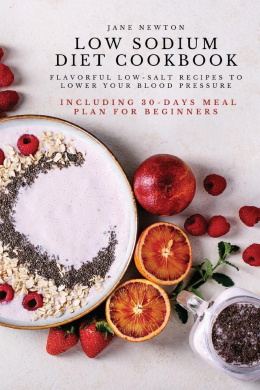 JANE NEWTON
LOW SODIUM
DIET COOKBOOK
FLAVORFUL LOW-SALT RECIPES TO
LOWER YOUR BLOOD PRESSURE
INCLUDING 30-DAYS MEAL
PLAN FOR BEGINNERS